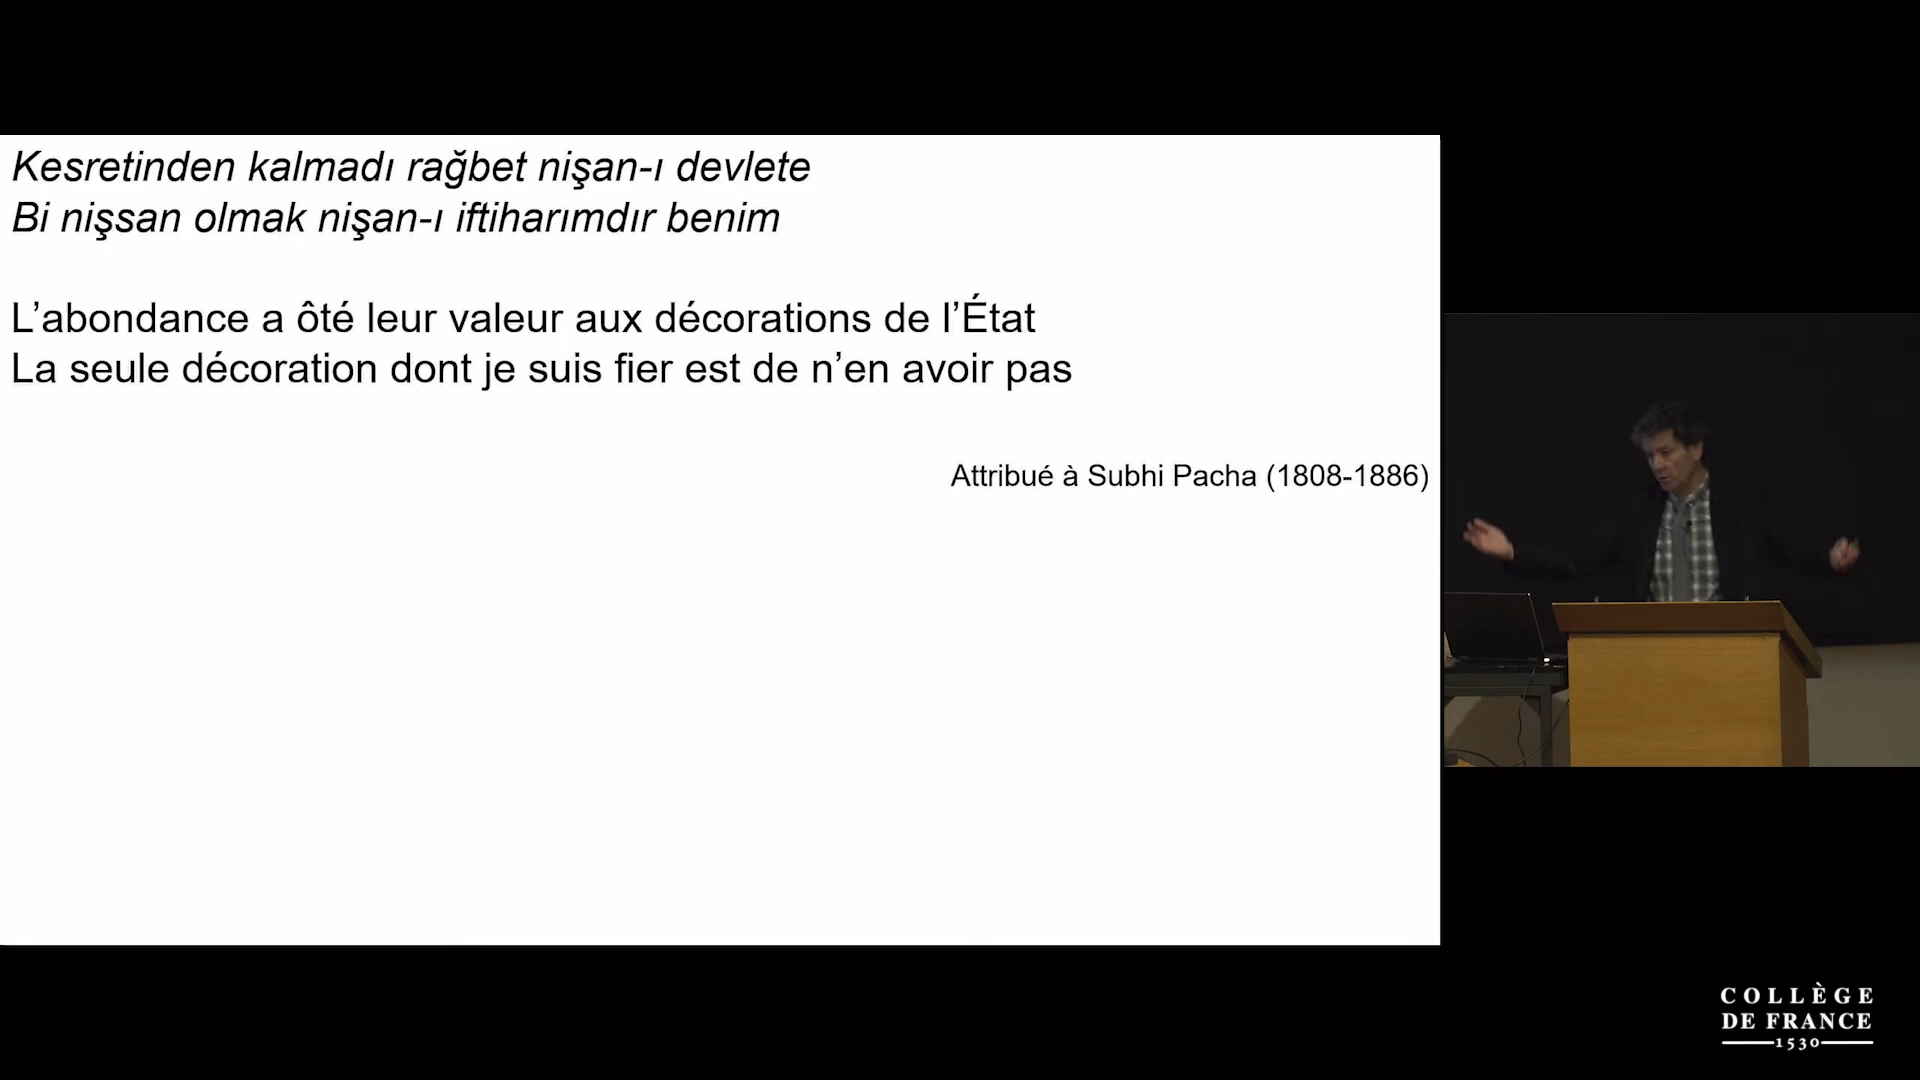 Kesretinden kalmadı rağbet nişan-ı devlete
Bi nişsan olmak nişan-ı iftiharımdır benim
L’abondance a ôté leur valeur aux décorations de l’État
La seule décoration dont je suis fier est de n’en avoir pas
Attribué à Subhi Pacha (1808-1886)
COLLÈGE
DE FRANCE
1530